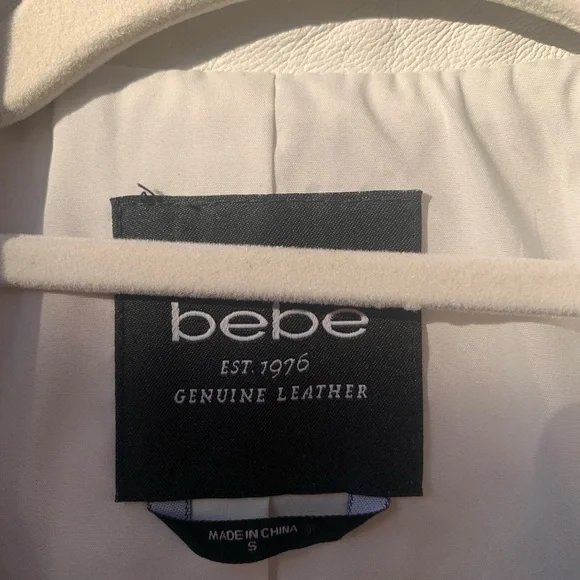 bebe
EST. 1976
GENUINE LEATHER
MADE IN CHINA
S